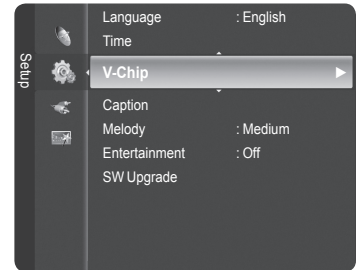 Setup
Language : English
Time
V-Chip
Caption
Melody : Medium
Entertainment : Off
SW Upgrade